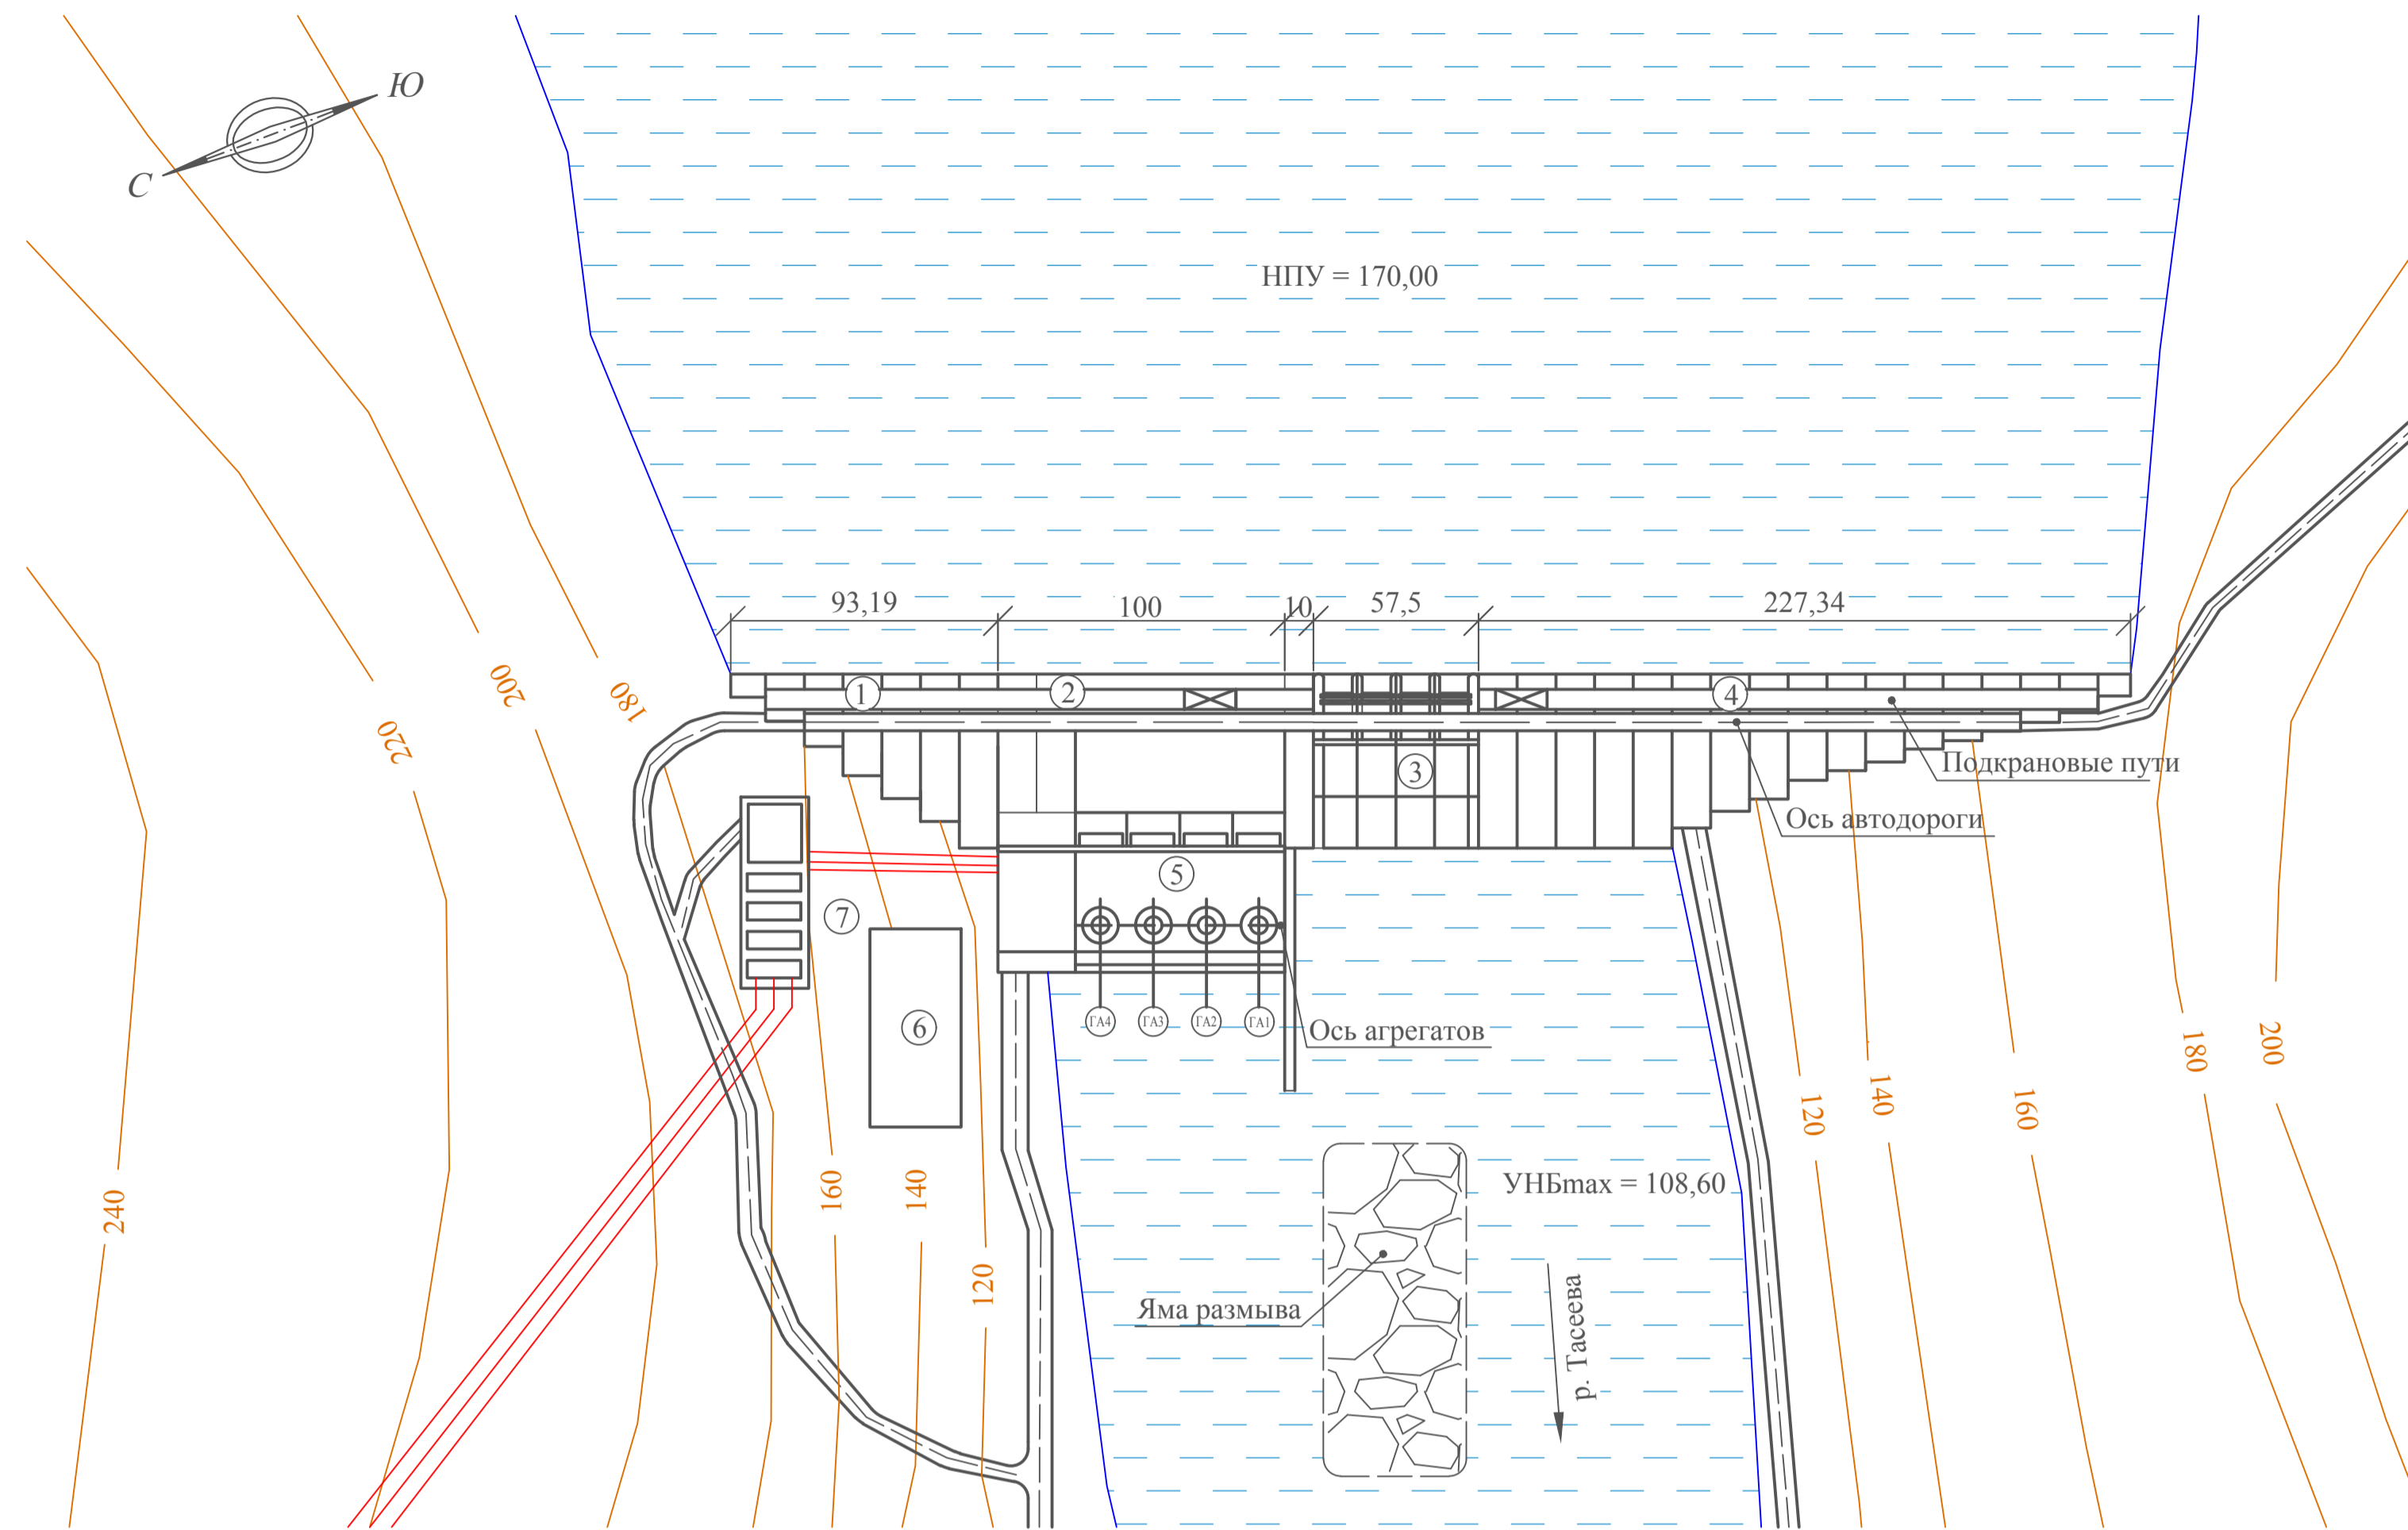 Ю
С
НПУ = 170,00
93,19
100
10
57,5
227,34
180
200
220
1
2
4
3
Подкрановые пути
Ось автодороги
5
7
6
ГА4
ГА3
ГА2
ГА1
Ось агрегатов
180
200
120
140
160
УНБmax = 108,60
240
160
140
120
Яма размыва
р. Тасеева